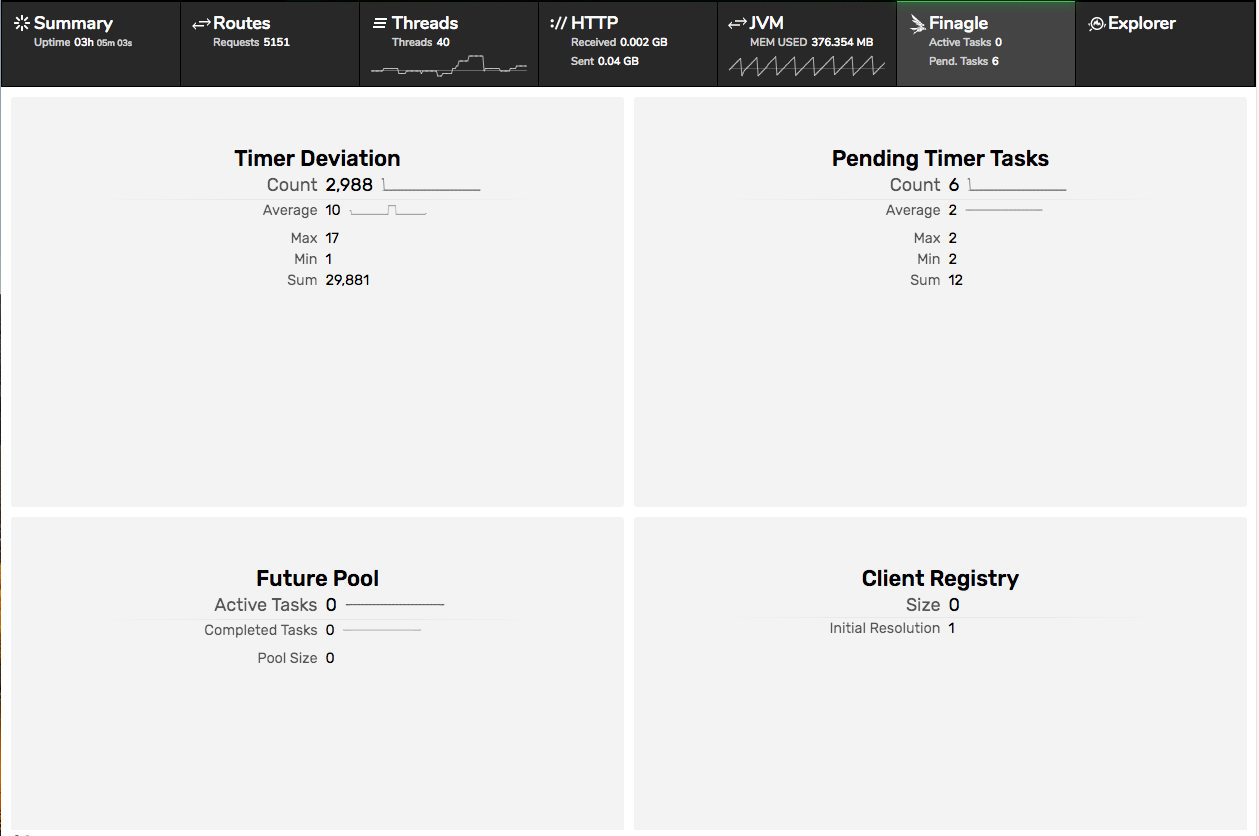 Summary
Uptime 03h 05m 03s
Routes
Requests 5151
Threads
Threads 40
HTTP
Received 0.002 GB
Sent 0.04 GB
JVM
MEM USED 376.354 MB
Finagle
Active Tasks 0
Pend. Tasks 6
Explorer
Timer Deviation
Count 2,988
Average 10
Max 17
Min 1
Sum 29,881
Pending Timer Tasks
Count 6
Average 2
Max 2
Min 2
Sum 12
Future Pool
Active Tasks 0
Completed Tasks 0
Pool Size 0
Client Registry
Size 0
Initial Resolution 1